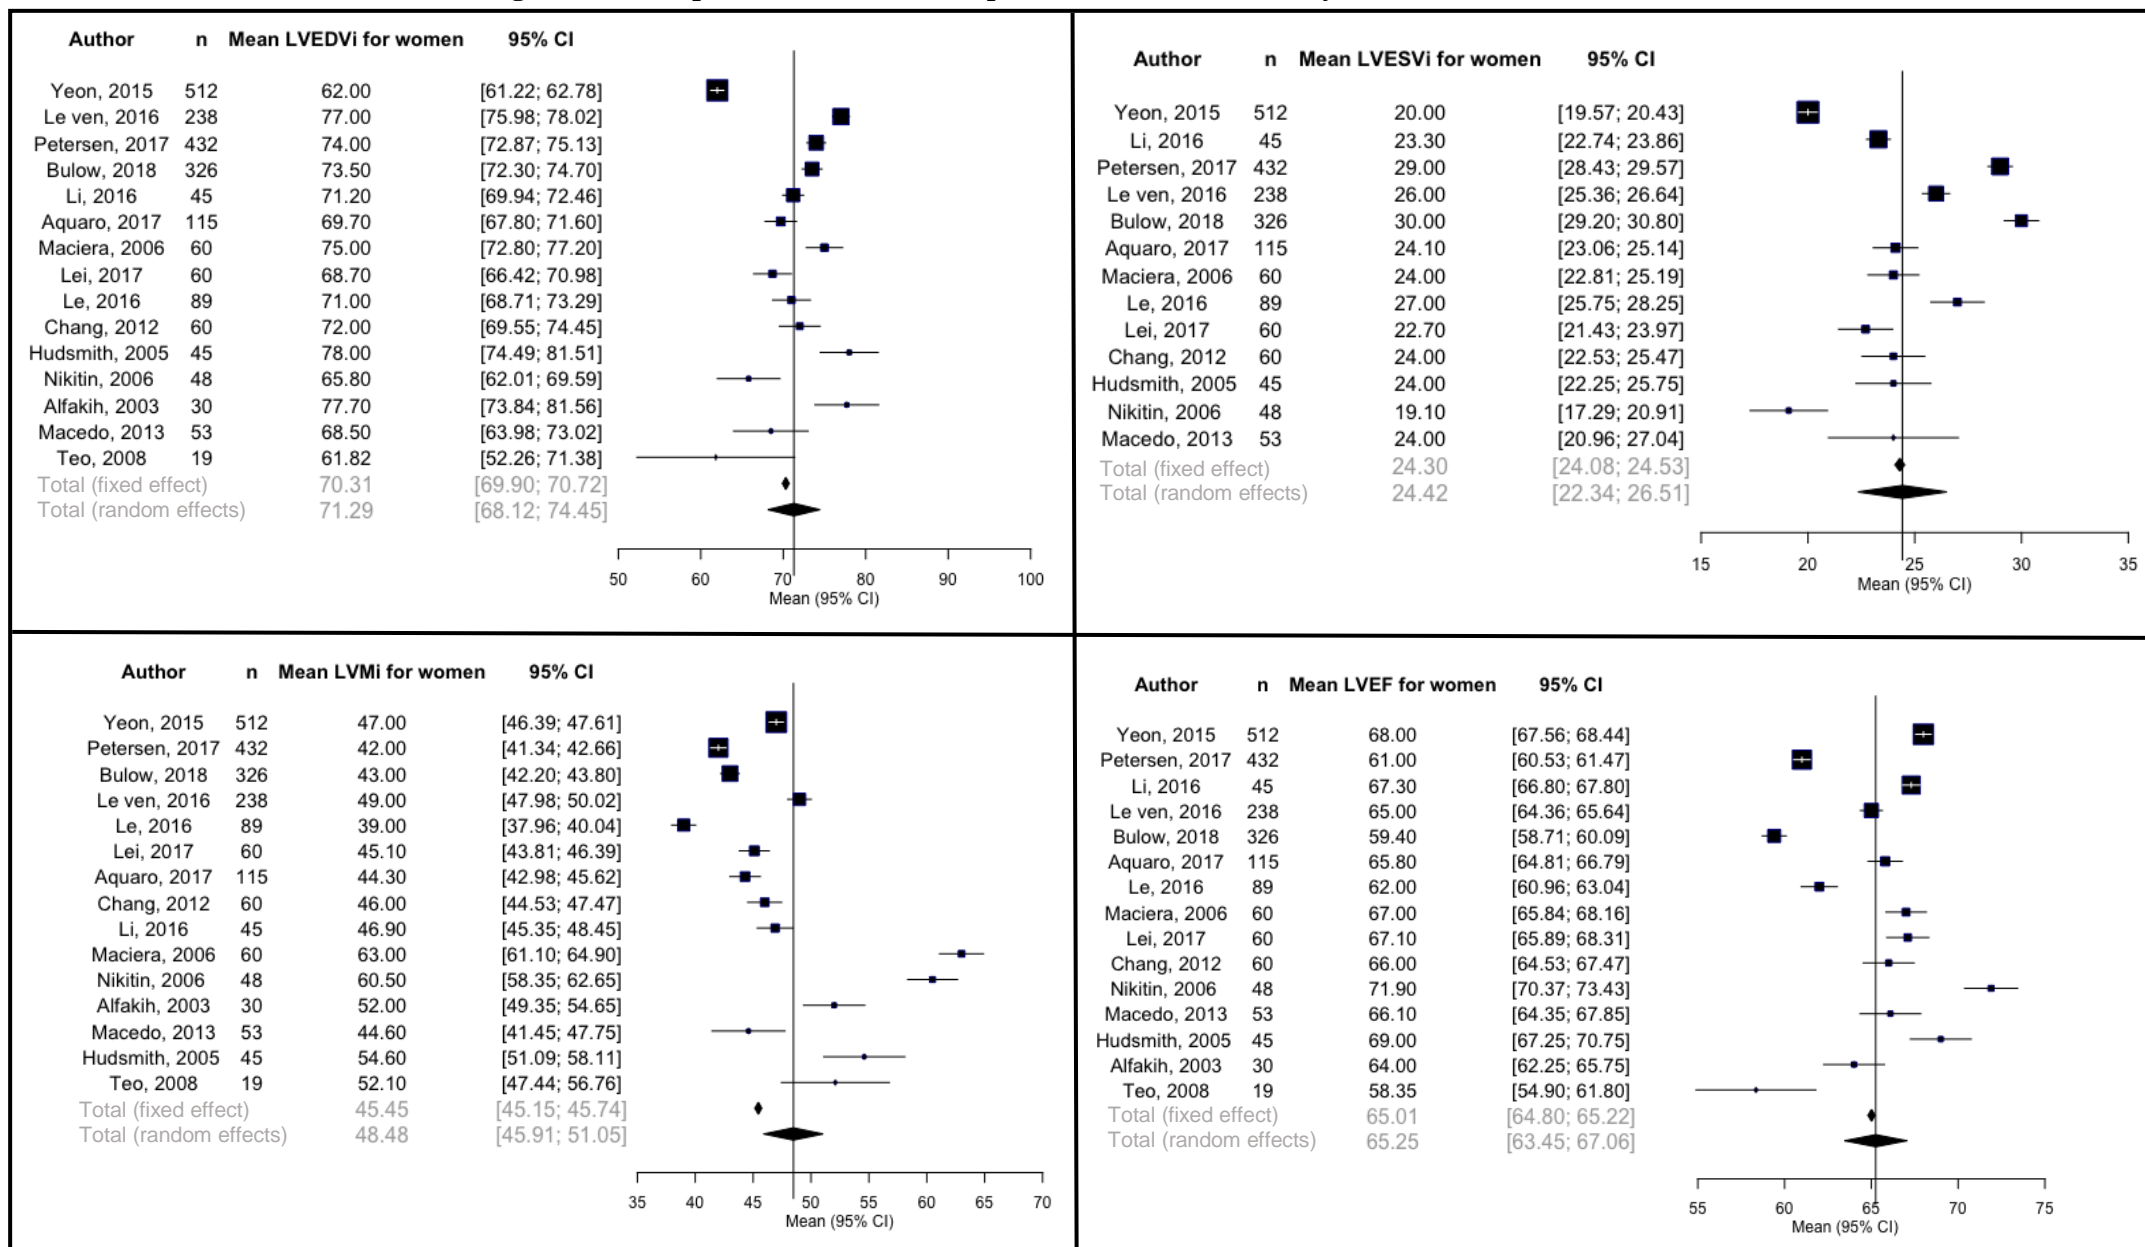 Author n Mean LVEDVi for women 95% CI
Yeon, 2015 512 62.00 [61.22; 62.78]
Le ven, 2016 238 77.00 [75.98; 78.02]
Petersen, 2017 432 74.00 [72.87; 75.13]
Bulow, 2018 326 73.50 [72.30; 74.70]
Li, 2016 45 71.20 [69.94; 72.46]
Aquaro, 2017 115 69.70 [67.80; 71.60]
Maciera, 2006 60 75.00 [72.80; 77.20]
Lei, 2017 60 68.70 [66.42; 70.98]
Le, 2016 89 71.00 [68.71; 73.29]
Chang, 2012 60 72.00 [69.55; 74.45]
Hudsmith, 2005 45 78.00 [74.49; 81.51]
Nikitin, 2006 48 65.80 [62.01; 69.59]
Alfakih, 2003 30 77.70 [73.84; 81.56]
Macedo, 2013 53 68.50 [63.98; 73.02]
Teo, 2008 19 61.82 [52.26; 71.38]
Total (fixed effect) 70.31 [69.90; 70.72]
Total (random effects) 71.29 [68.12; 74.45]
50 60 70 80 90 100
Mean (95% CI)
Author n Mean LVESVi for women 95% CI
Yeon, 2015 512 20.00 [19.57; 20.43]
Li, 2016 45 23.30 [22.74; 23.86]
Petersen, 2017 432 29.00 [28.43; 29.57]
Le ven, 2016 238 26.00 [25.36; 26.64]
Bulow, 2018 326 30.00 [29.20; 30.80]
Aquaro, 2017 115 24.10 [23.06; 25.14]
Maciera, 2006 60 24.00 [22.81; 25.19]
Le, 2016 89 27.00 [25.75; 28.25]
Lei, 2017 60 22.70 [21.43; 23.97]
Chang, 2012 60 24.00 [22.53; 25.47]
Hudsmith, 2005 45 24.00 [22.25; 25.75]
Nikitin, 2006 48 19.10 [17.29; 20.91]
Macedo, 2013 53 24.00 [20.96; 27.04]
Total (fixed effect) 24.30 [24.08; 24.53]
Total (random effects) 24.42 [22.34; 26.51]
15 20 25 30 35
Mean (95% CI)
Author n Mean LVMi for women 95% CI
Yeon, 2015 512 47.00 [46.39; 47.61]
Petersen, 2017 432 42.00 [41.34; 42.66]
Bulow, 2018 326 43.00 [42.20; 43.80]
Le ven, 2016 238 49.00 [47.98; 50.02]
Le, 2016 89 39.00 [37.96; 40.04]
Lei, 2017 60 45.10 [43.81; 46.39]
Aquaro, 2017 115 44.30 [42.98; 45.62]
Chang, 2012 60 46.00 [44.53; 47.47]
Li, 2016 45 46.90 [45.35; 48.45]
Maciera, 2006 60 63.00 [61.10; 64.90]
Nikitin, 2006 48 60.50 [58.35; 62.65]
Alfakih, 2003 30 52.00 [49.35; 54.65]
Macedo, 2013 53 44.60 [41.45; 47.75]
Hudsmith, 2005 45 54.60 [51.09; 58.11]
Teo, 2008 19 52.10 [47.44; 56.76]
Total (fixed effect) 45.45 [45.15; 45.74]
Total (random effects) 48.48 [45.91; 51.05]
35 40 45 50 55 60 65 70
Mean (95% CI)
Author n Mean LVEF for women 95% CI
Yeon, 2015 512 68.00 [67.56; 68.44]
Petersen, 2017 432 61.00 [60.53; 61.47]
Li, 2016 45 67.30 [66.80; 67.80]
Le ven, 2016 238 65.00 [64.36; 65.64]
Bulow, 2018 326 59.40 [58.71; 60.09]
Aquaro, 2017 115 65.80 [64.81; 66.79]
Le, 2016 89 62.00 [60.96; 63.04]
Maciera, 2006 60 67.00 [65.84; 68.16]
Lei, 2017 60 67.10 [65.89; 68.31]
Chang, 2012 60 66.00 [64.53; 67.47]
Nikitin, 2006 48 71.90 [70.37; 73.43]
Macedo, 2013 53 66.10 [64.35; 67.85]
Hudsmith, 2005 45 69.00 [67.25; 70.75]
Alfakih, 2003 30 64.00 [62.25; 65.75]
Teo, 2008 19 58.35 [54.90; 61.80]
Total (fixed effect) 65.01 [64.80; 65.22]
Total (random effects) 65.25 [63.45; 67.06]
55 60 65 70 75
Mean (95% CI)